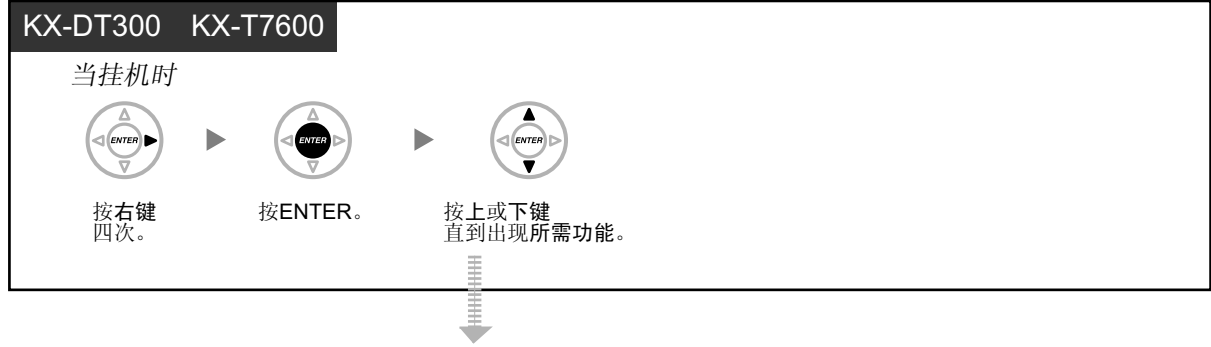 KX-DT300 KX-T7600
当挂机时
ENTER ENTER ENTER
按右键 按ENTER。 按上或下键
四次。 直到出现所需功能。